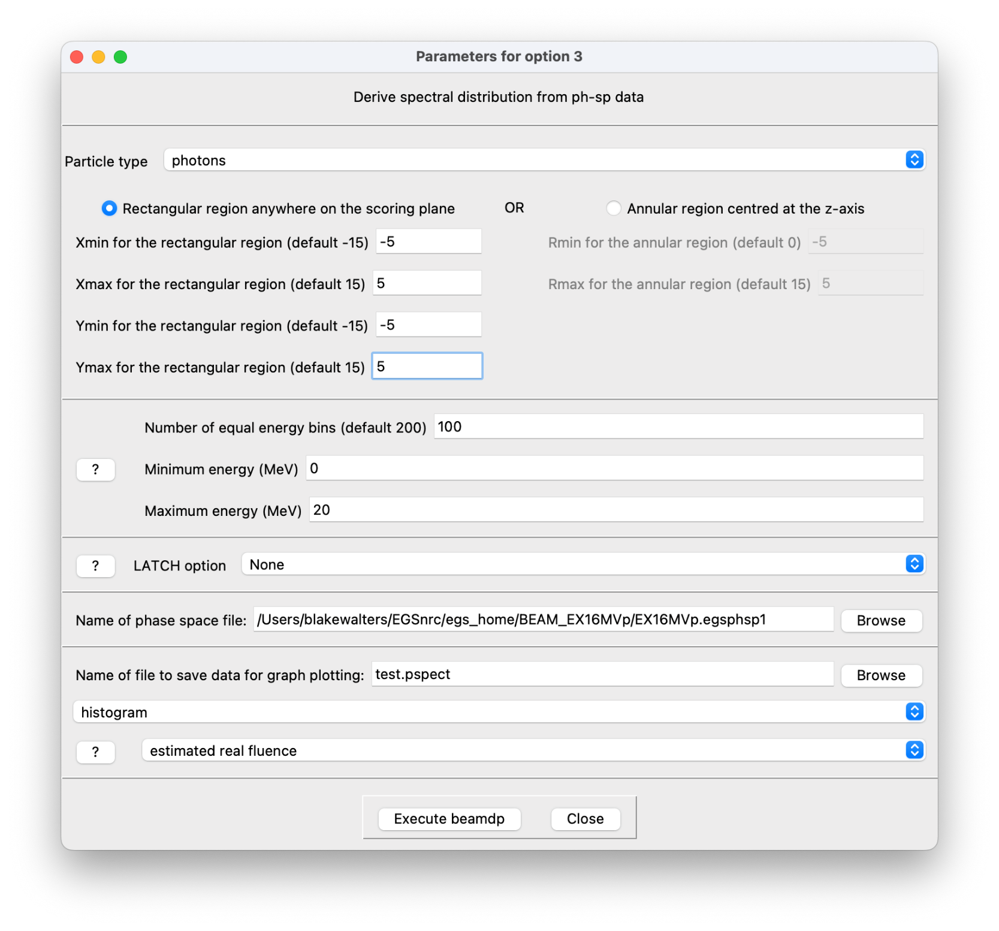 Parameters for option 3
Derive spectral distribution from ph-sp data
Particle type photons
Rectangular region anywhere on the scoring plane OR Annular region centred at the z-axis
Xmin for the rectangular region (default -15) -5 Rmin for the annular region (default 0) -5
Xmax for the rectangular region (default 15) 5 Rmax for the annular region (default 15) 5
Ymin for the rectangular region (default -15) -5
Ymax for the rectangular region (default 15) 5
Number of equal energy bins (default 200) 100
? Minimum energy (MeV) 0
Maximum energy (MeV) 20
? LATCH option None
Name of phase space file: /Users/blakewalters/EGSnrc/egs_home/BEAM_EX16MVp/EX16MVp.egsphsp1 Browse
Name of file to save data for graph plotting: test.pspect Browse
histogram
? estimated real fluence
Execute beamdp Close